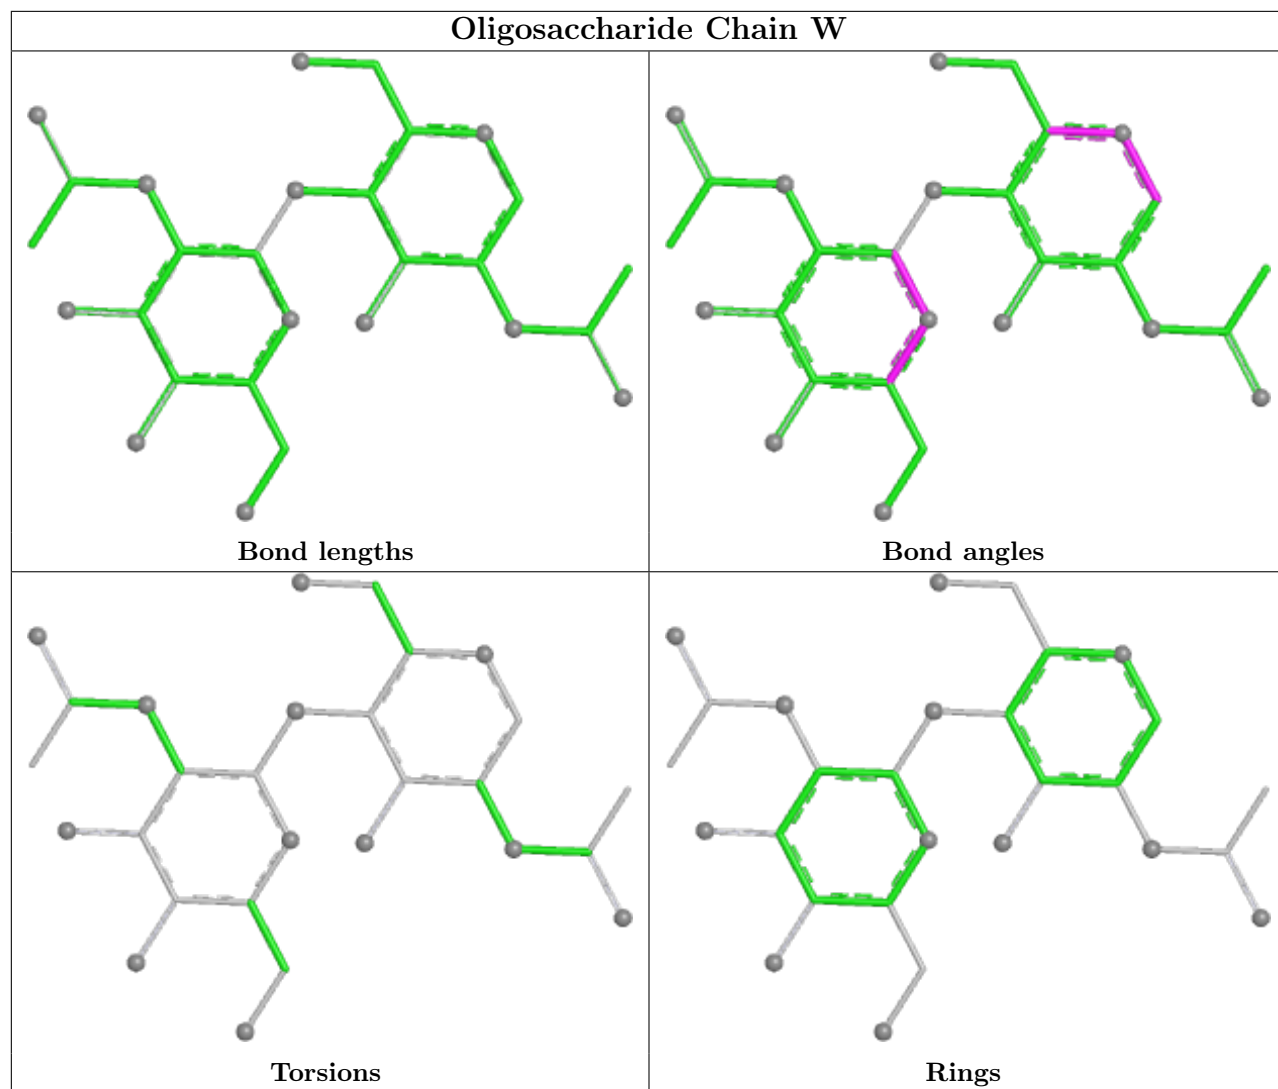 Oligosaccharide Chain W
Bond lengths
Bond angles
Torsions
Rings